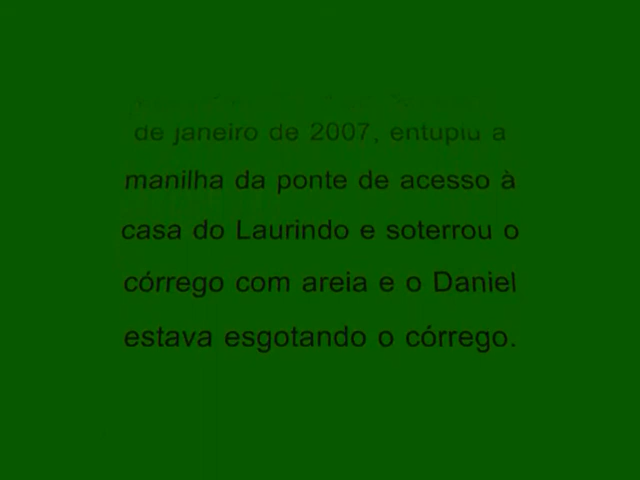 de janeiro de 2007, entupiu a
manilha da ponte de acesso à
casa do Laurindo e soterrou o
córrego com areia e o Daniel
estava esgotando o córrego.